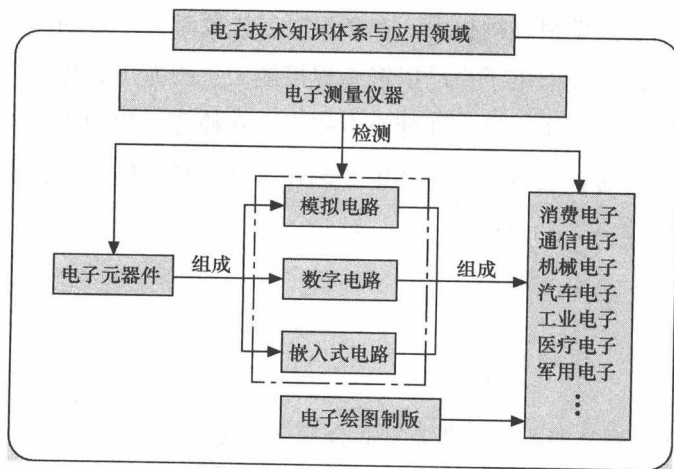 电子技术知识体系与应用领域
电子测量仪器
检测
模拟电路
消费电子
通信电子
机械电子
汽车电子
工业电子
医疗电子
军用电子
⋮
电子元器件
组成
数字电路
组成
嵌入式电路
电子绘图制版